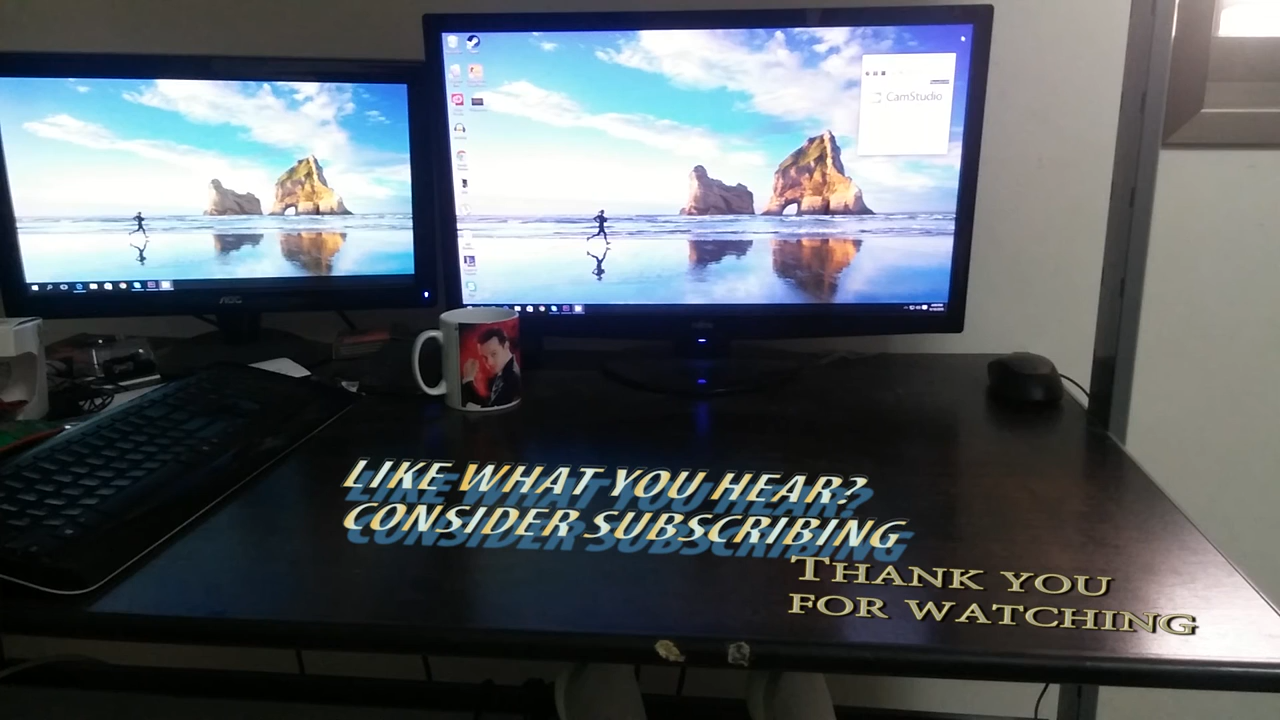 CamStudio
AOC
LIKE WHAT YOU HEAR?
CONSIDER SUBSCRIBING
THANK YOU
FOR WATCHING